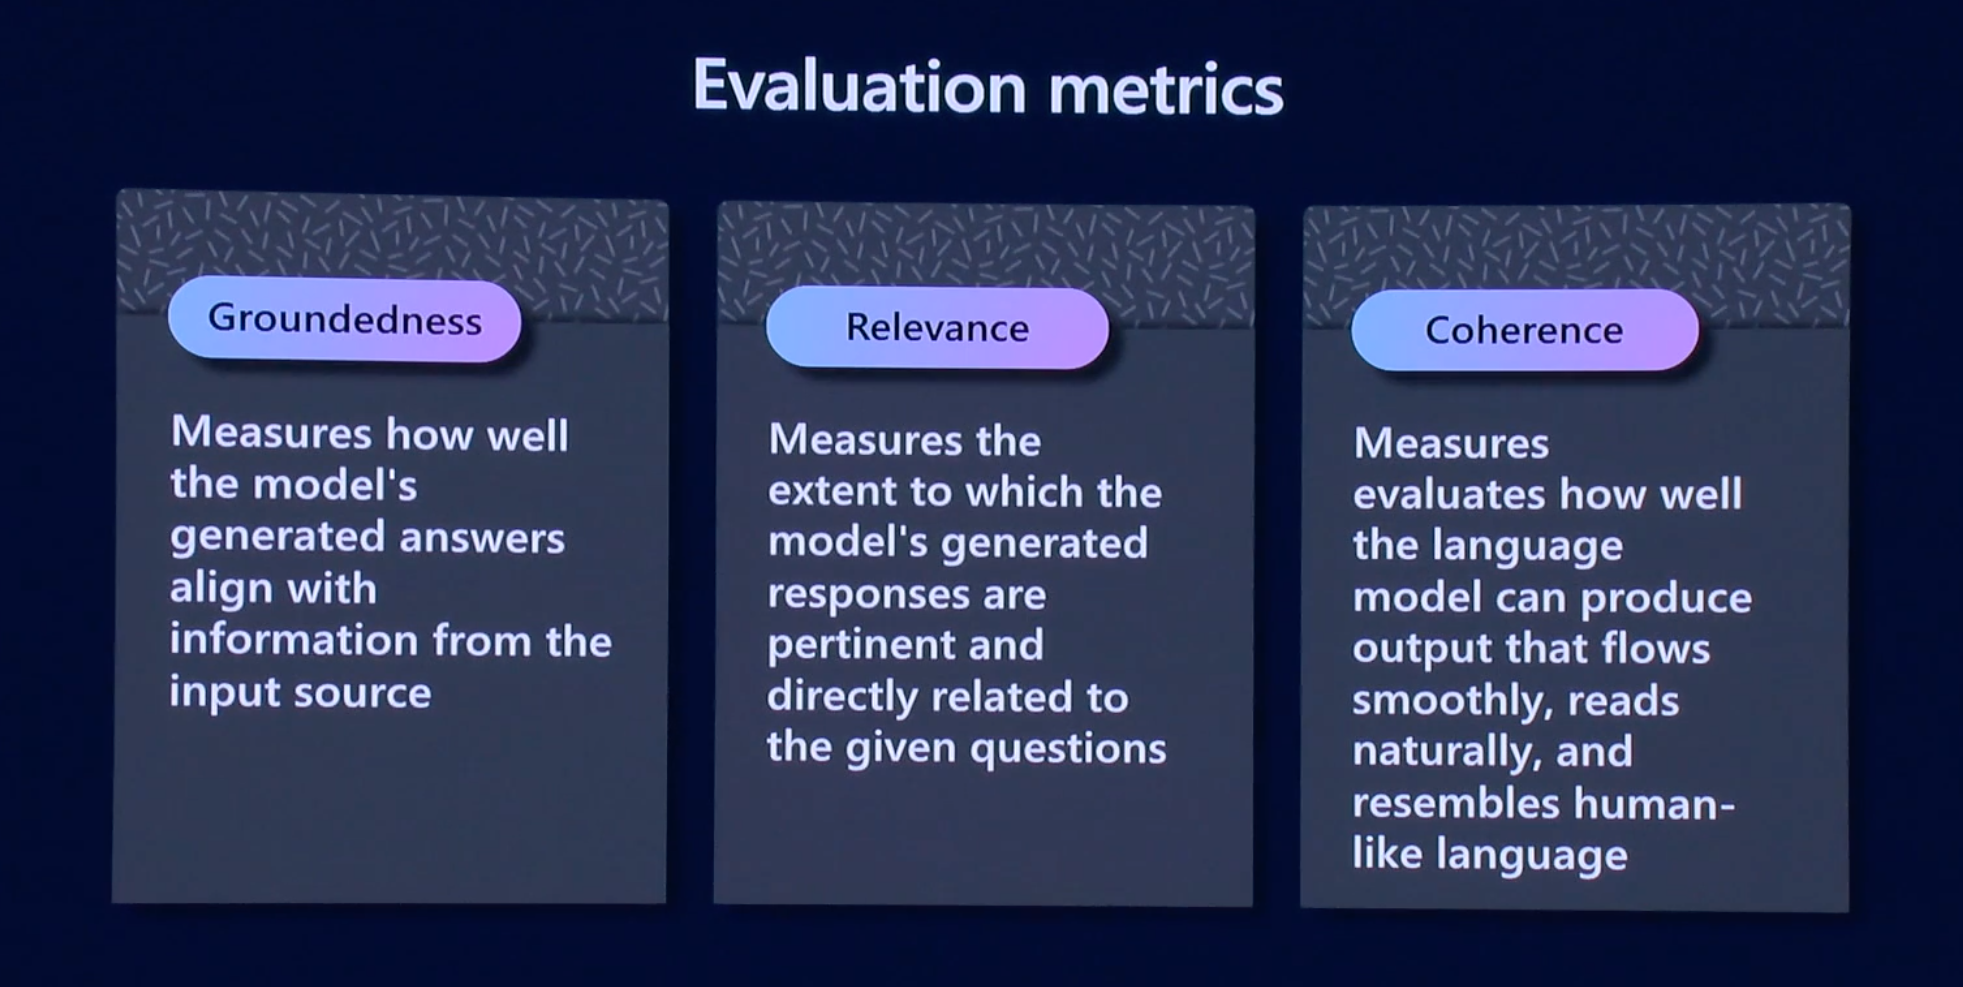 Evaluation metrics
Groundedness
Measures how well
the model's
generated answers
align with
information from the
input source
Relevance
Measures the
extent to which the
model's generated
responses are
pertinent and
directly related to
the given questions
Coherence
Measures
evaluates how well
the language
model can produce
output that flows
smoothly, reads
naturally, and
resembles human-
like language